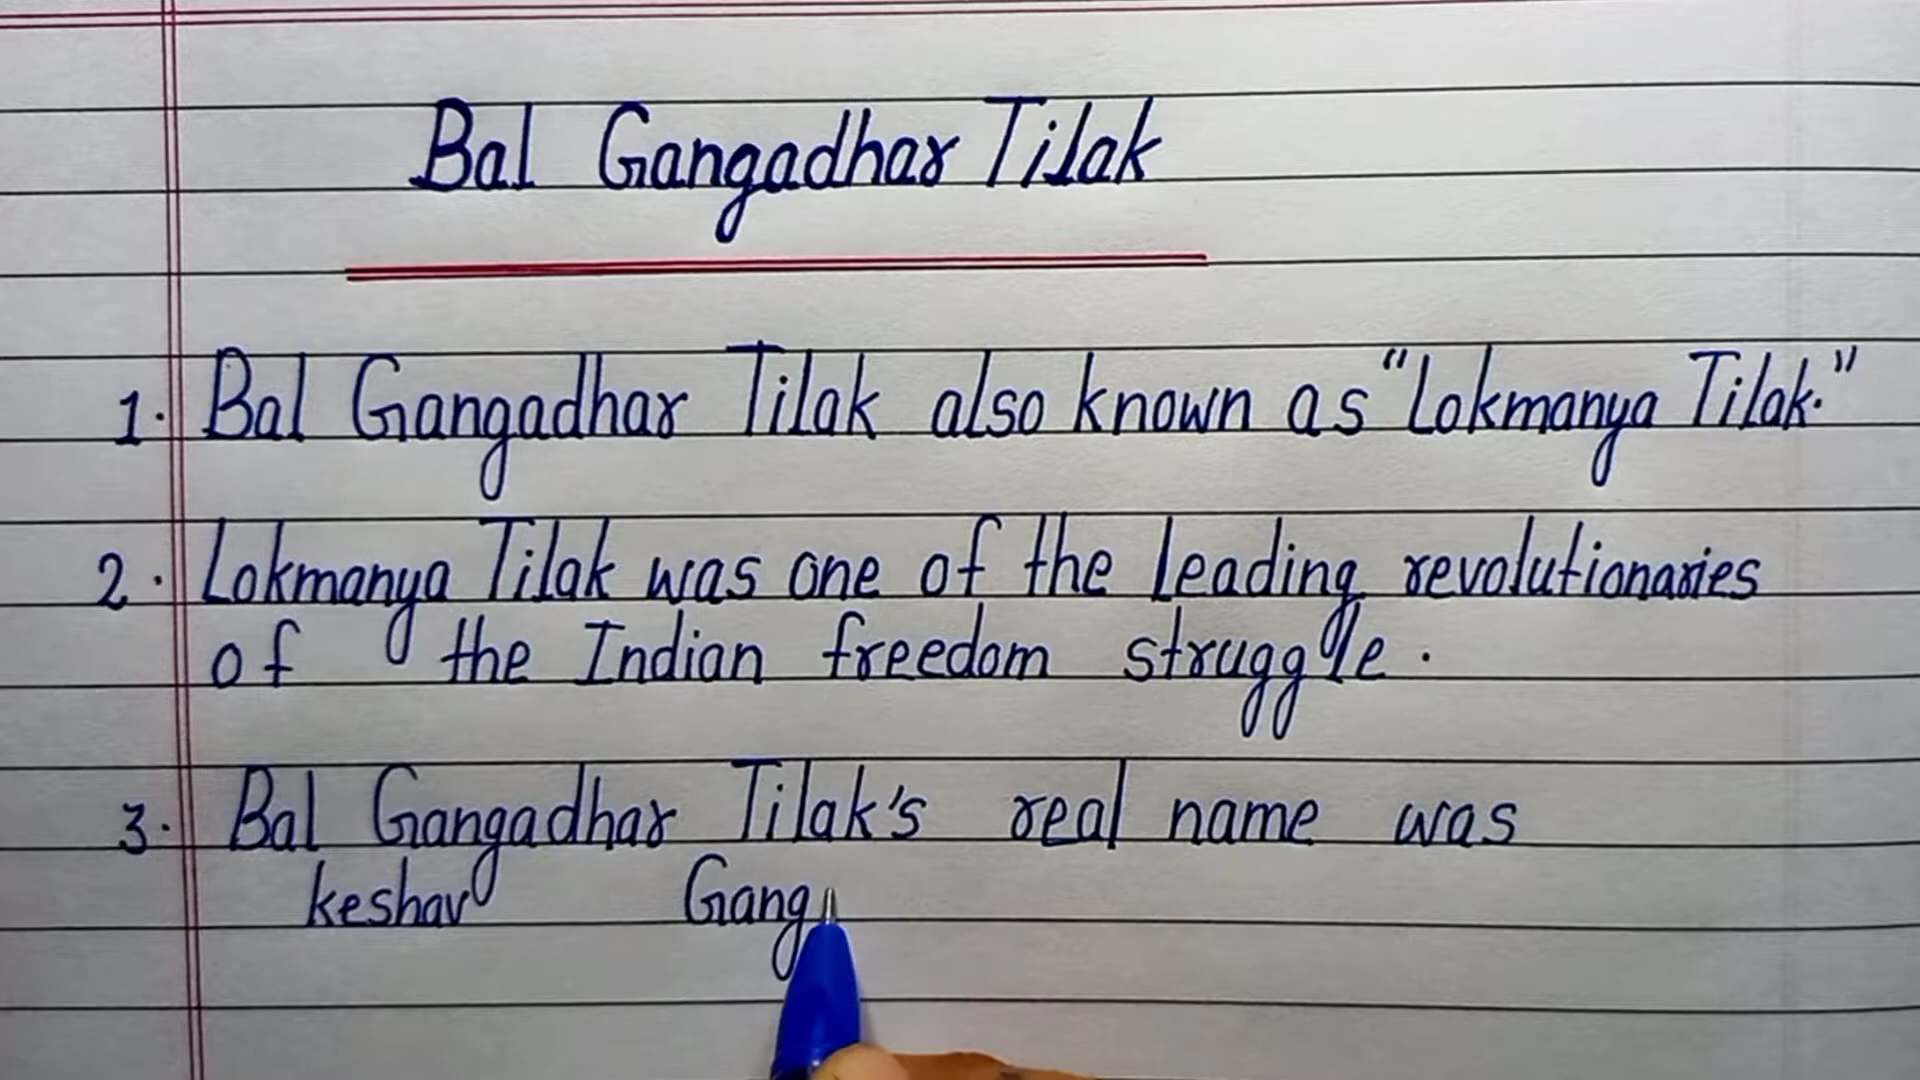 Bal Gangadhar Tilak
1. Bal Gangadhar Tilak also known as "Lokmanya Tilak."
2. Lokmanya Tilak was one of the leading revolutionaries
of the Indian freedom struggle.
3. Bal Gangadhar Tilak's real name was
keshav Gang